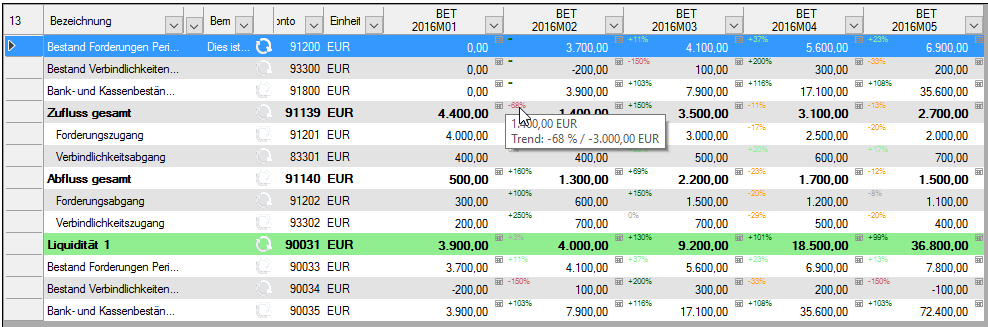 13 Bezeichnung Bem onto Einheit BET 2016M01 BET 2016M02 BET 2016M03 BET 2016M04 BET 2016M05
Bestand Forderungen Peri... Dies ist... 91200 EUR 0,00 - 3.700,00 +11% 4.100,00 +37% 5.600,00 +23% 6.900,00
Bestand Verbindlichkeiten... 93300 EUR 0,00 - -200,00 -150% 100,00 +200% 300,00 -33% 200,00
Bank- und Kassenbestän... 91800 EUR 0,00 - 3.900,00 +103% 7.900,00 +116% 17.100,00 +108% 35.600,00
Zufluss gesamt 91139 EUR 4.400,00 -68% 1.400,00 +150% 3.500,00 -11% 3.100,00 -13% 2.700,00
1.400,00 EUR
Trend: -68 % / -3.000,00 EUR
Forderungszugang 91201 EUR 4.000,00 3.000,00 -17% 2.500,00 -20% 2.000,00
Verbindlichkeitsabgang 83301 EUR 400,00 400,00 500,00 +20% 600,00 +17% 700,00
Abfluss gesamt 91140 EUR 500,00 +160% 1.300,00 +69% 2.200,00 -23% 1.700,00 -12% 1.500,00
Forderungsabgang 91202 EUR 300,00 +100% 600,00 +150% 1.500,00 -20% 1.200,00 -8% 1.100,00
Verbindlichkeitszugang 93302 EUR 200,00 +250% 700,00 0% 700,00 -29% 500,00 -20% 400,00
Liquidität 1 90031 EUR 3.900,00 +3% 4.000,00 +130% 9.200,00 +101% 18.500,00 +99% 36.800,00
Bestand Forderungen Peri... 90033 EUR 3.700,00 +11% 4.100,00 +37% 5.600,00 +23% 6.900,00 +13% 7.800,00
Bestand Verbindlichkeiten... 90034 EUR -200,00 -150% 100,00 +200% 300,00 -33% 200,00 -150% -100,00
Bank- und Kassenbestän... 90035 EUR 3.900,00 +103% 7.900,00 +116% 17.100,00 +108% 35.600,00 +103% 72.400,00